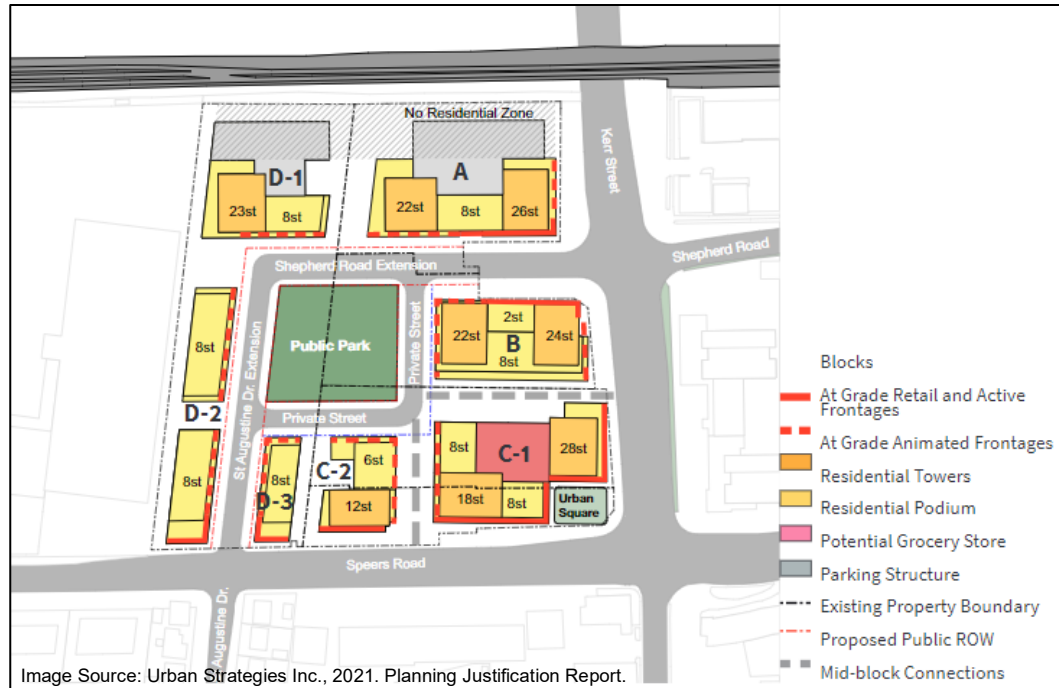 No Residential Zone
Kerr Street
D-1
A
23st
8st
22st
8st
26st
Shepherd Road
Shepherd Road Extension
8st
Public Park
Private Street
2st
22st
24st
B
8st
St Augustine Dr. Extension
D-2
Private Street
8st
8st
D-3
C-2
6st
12st
8st
C-1
28st
18st
8st
Urban
Square
Speers Road
Augustine Dr.
Blocks
At Grade Retail and Active
Frontages
At Grade Animated Frontages
Residential Towers
Residential Podium
Potential Grocery Store
Parking Structure
Existing Property Boundary
Proposed Public ROW
Mid-block Connections
Image Source: Urban Strategies Inc., 2021. Planning Justification Report.